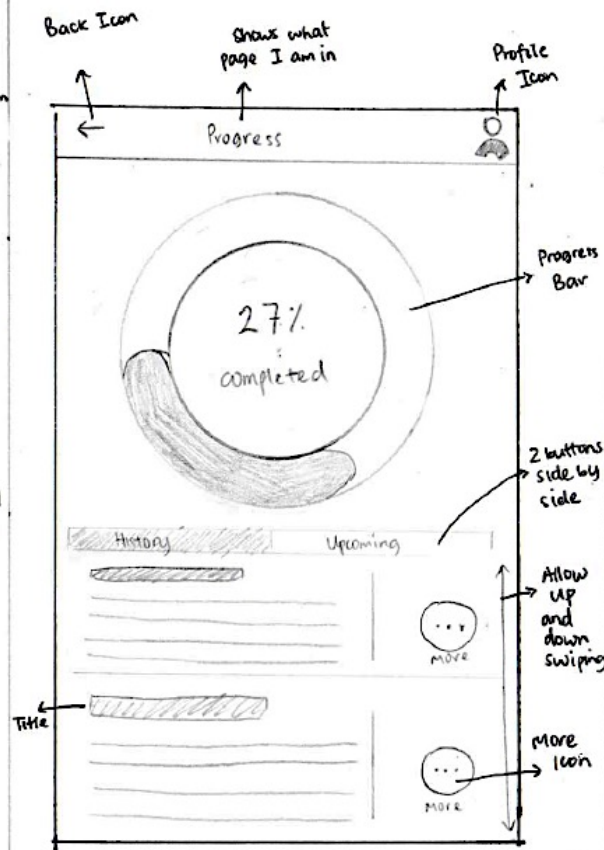 Back Icon
shows what
page I am in
Profile
Icon
Progress
Progress
Bar
27%
completed
2 buttons
side by
side
History
Upcoming
Allow
up
and
down
swiping
...
More
Title
...
More
More
Icon